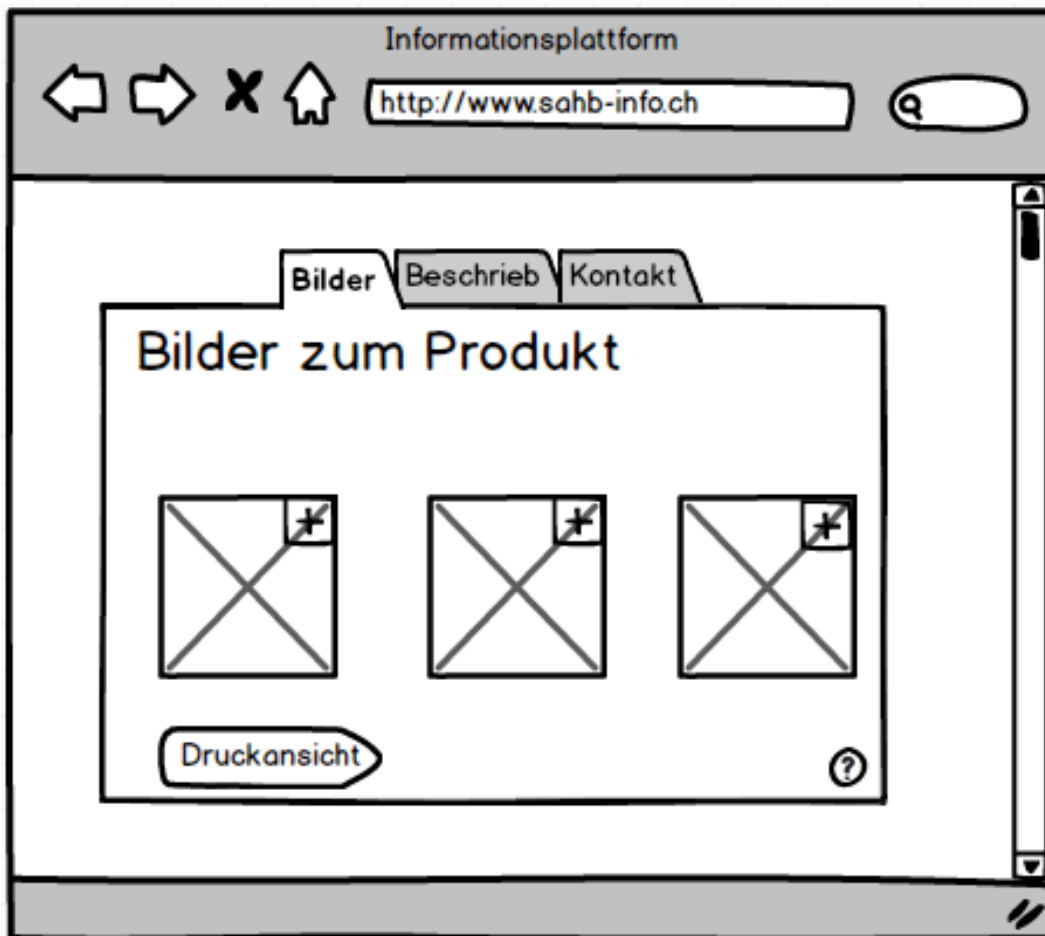 Informationsplattform
http://www.sahb-info.ch
Bilder Beschrieb Kontakt
Bilder zum Produkt
+ + +
Druckansicht
?